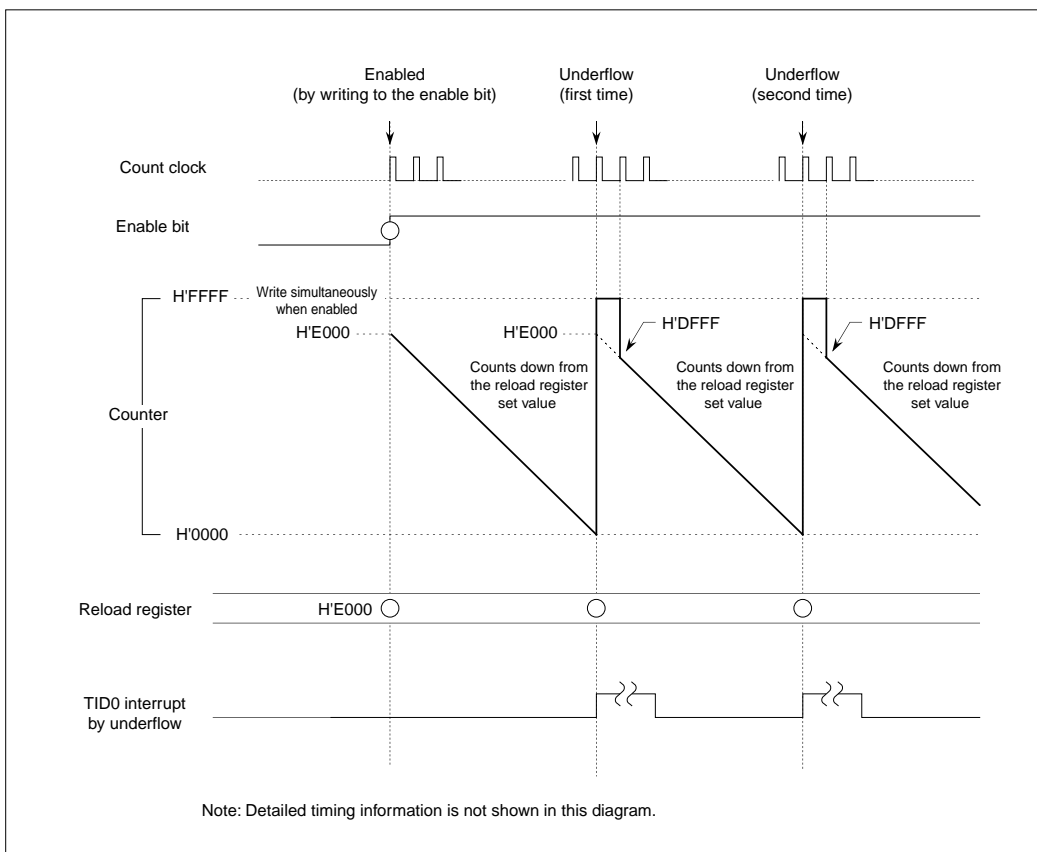 Enabled
(by writing to the enable bit)
Underflow
(first time)
Underflow
(second time)
Count clock
Enable bit
H'FFFF
Write simultaneously
when enabled
H'E000
H'E000
H'DFFF
H'DFFF
Counts down from
the reload register
set value
Counts down from
the reload register
set value
Counts down from
the reload register
set value
Counter
H'0000
Reload register
H'E000
TID0 interrupt
by underflow
Note: Detailed timing information is not shown in this diagram.